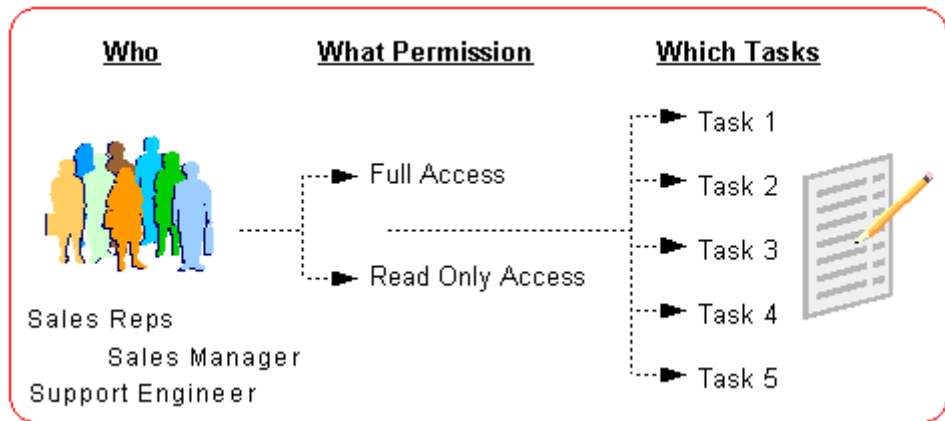 Who
What Permission
Which Tasks
Task 1
Full Access
Task 2
Task 3
Read Only Access
Sales Reps
Task 4
Sales Manager
Support Engineer
Task 5